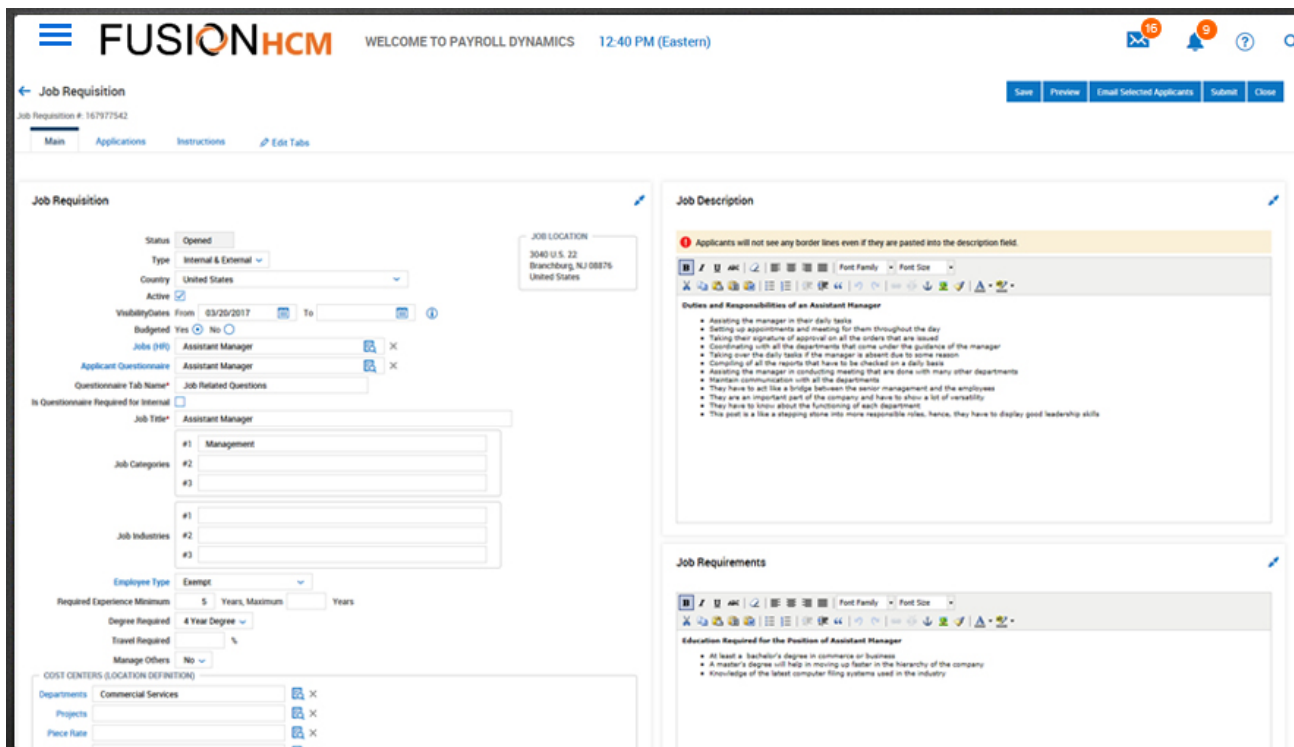 FUSIONHCM WELCOME TO PAYROLL DYNAMICS 12:40 PM (Eastern) 16 9 ?
Job Requisition Save Preview Email Selected Applicants Submit Close
Job Requisition #: 167977542
Main Applications Instructions Edit Tabs
Job Requisition
Status Opened
Type Internal & External
Country United States
Active
VisibilityDates From 03/20/2017 To
Budgeted Yes No
Jobs (HR) Assistant Manager
Applicant Questionnaire Assistant Manager
Questionnaire Tab Name* Job Related Questions
Is Questionnaire Required for Internal
Job Title* Assistant Manager
Job Categories
#1 Management
#2
#3
Job Industries
#1
#2
#3
Employee Type Exempt
Required Experience Minimum 5 Years, Maximum Years
Degree Required 4 Year Degree
Travel Required %
Manage Others No
COST CENTERS (LOCATION DEFINITION)
Departments Commercial Services
Projects
Piece Rate
JOB LOCATION
3040 U.S. 22
Branchburg, NJ 08876
United States
Job Description
Applicants will not see any border lines even if they are pasted into the description field.
B I U ABC Font Family Font Size
Duties and Responsibilities of an Assistant Manager
Assisting the manager in their daily tasks
Setting up appointments and meeting for them throughout the day
Taking their signature of approval on all the orders that are issued
Coordinating with all the departments that come under the guidance of the manager
Taking over the daily tasks if the manager is absent due to some reason
Compiling of all the reports that have to be checked on a daily basis
Assisting the manager in conducting meeting that are done with many other departments
Maintain communication with all the departments
They have to act like a bridge between the senior management and the employees
They are an important part of the company and have to show a lot of versatility
They have to know about the functioning of each department
This post is a like a stepping stone into more responsible roles, hence, they have to display good leadership skills
Job Requirements
B I U ABC Font Family Font Size
Education Required for the Position of Assistant Manager
At least a bachelor's degree in commerce or business
A master's degree will help in moving up faster in the hierarchy of the company
Knowledge of the latest computer filing systems used in the industry